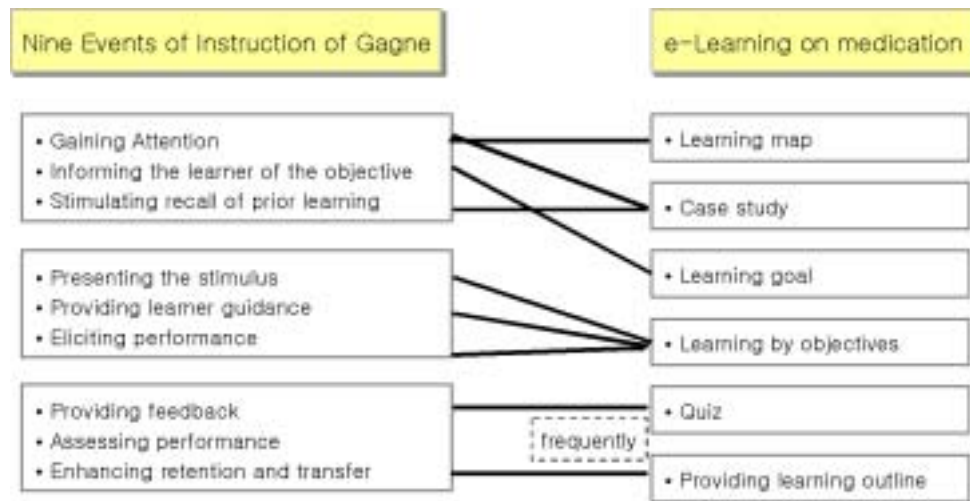 Nine Events of Instruction of Gagne
e-Learning on medication
• Gaining Attention
• Informing the learner of the objective
• Stimulating recall of prior learning
• Presenting the stimulus
• Providing learner guidance
• Eliciting performance
• Providing feedback
• Assessing performance
• Enhancing retention and transfer
• Learning map
• Case study
• Learning goal
• Learning by objectives
• Quiz
frequently
• Providing learning outline